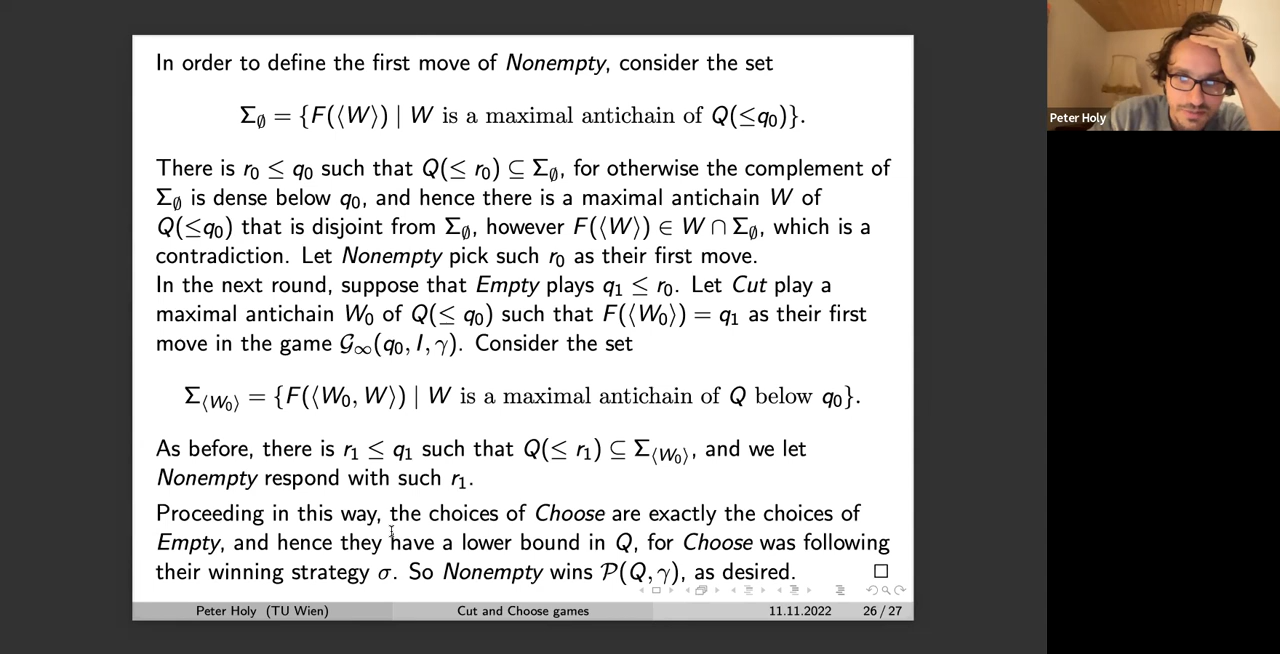 In order to define the first move of Nonempty, consider the set
Σ_∅ = {F(⟨W⟩) | W is a maximal antichain of Q(≤q₀)}.
There is r₀ ≤ q₀ such that Q(≤ r₀) ⊆ Σ_∅, for otherwise the complement of
Σ_∅ is dense below q₀, and hence there is a maximal antichain W of
Q(≤q₀) that is disjoint from Σ_∅, however F(⟨W⟩) ∈ W ∩ Σ_∅, which is a
contradiction. Let Nonempty pick such r₀ as their first move.
In the next round, suppose that Empty plays q₁ ≤ r₀. Let Cut play a
maximal antichain W₀ of Q(≤ q₀) such that F(⟨W₀⟩) = q₁ as their first
move in the game 𝒢_∞(q₀, I, γ). Consider the set
Σ_⟨W₀⟩ = {F(⟨W₀, W⟩) | W is a maximal antichain of Q below q₀}.
As before, there is r₁ ≤ q₁ such that Q(≤ r₁) ⊆ Σ_⟨W₀⟩, and we let
Nonempty respond with such r₁.
Proceeding in this way, the choices of Choose are exactly the choices of
Empty, and hence they have a lower bound in Q, for Choose was following
their winning strategy σ. So Nonempty wins 𝒫(Q, γ), as desired. □
Peter Holy (TU Wien) Cut and Choose games 11.11.2022 26 / 27
Peter Holy